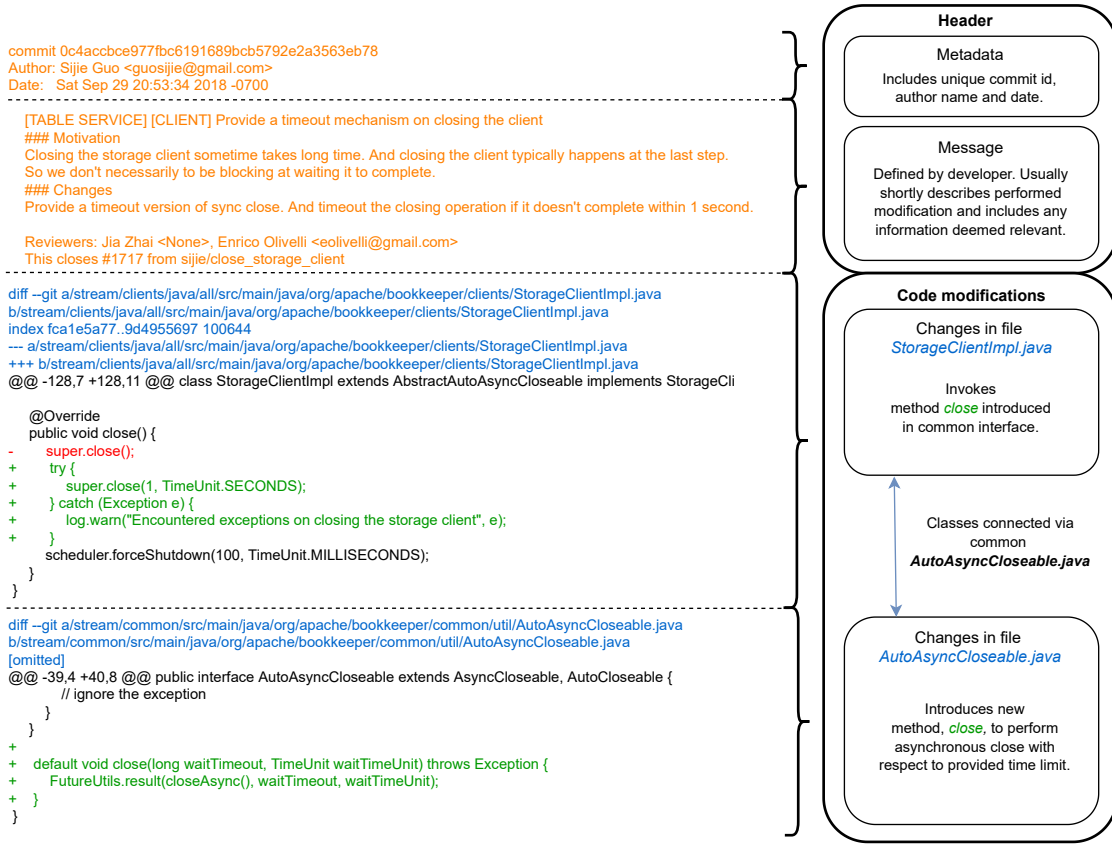 commit 0c4accbce977fbc6191689bcb5792e2a3563eb78
Author: Sijie Guo <guosijie@gmail.com>
Date:   Sat Sep 29 20:53:34 2018 -0700
[TABLE SERVICE] [CLIENT] Provide a timeout mechanism on closing the client
### Motivation
Closing the storage client sometime takes long time. And closing the client typically happens at the last step.
So we don't necessarily to be blocking at waiting it to complete.
### Changes
Provide a timeout version of sync close. And timeout the closing operation if it doesn't complete within 1 second.
Reviewers: Jia Zhai <None>, Enrico Olivelli <eolivelli@gmail.com>
This closes #1717 from sijie/close_storage_client
diff --git a/stream/clients/java/all/src/main/java/org/apache/bookkeeper/clients/StorageClientImpl.java
b/stream/clients/java/all/src/main/java/org/apache/bookkeeper/clients/StorageClientImpl.java
index fca1e5a77..9d4955697 100644
--- a/stream/clients/java/all/src/main/java/org/apache/bookkeeper/clients/StorageClientImpl.java
+++ b/stream/clients/java/all/src/main/java/org/apache/bookkeeper/clients/StorageClientImpl.java
@@ -128,7 +128,11 @@ class StorageClientImpl extends AbstractAutoAsyncCloseable implements StorageCli
@Override
public void close() {
-        super.close();
+        try {
+            super.close(1, TimeUnit.SECONDS);
+        } catch (Exception e) {
+            log.warn("Encountered exceptions on closing the storage client", e);
+        }
scheduler.forceShutdown(100, TimeUnit.MILLISECONDS);
}
}
diff --git a/stream/common/src/main/java/org/apache/bookkeeper/common/util/AutoAsyncCloseable.java
b/stream/common/src/main/java/org/apache/bookkeeper/common/util/AutoAsyncCloseable.java
[omitted]
@@ -39,4 +40,8 @@ public interface AutoAsyncCloseable extends AsyncCloseable, AutoCloseable {
// ignore the exception
}
}
+
+    default void close(long waitTimeout, TimeUnit waitTimeUnit) throws Exception {
+        FutureUtils.result(closeAsync(), waitTimeout, waitTimeUnit);
+    }
}
Header
Metadata
Includes unique commit id,
author name and date.
Message
Defined by developer. Usually
shortly describes performed
modification and includes any
information deemed relevant.
Code modifications
Changes in file
StorageClientImpl.java
Invokes
method close introduced
in common interface.
Classes connected via
common
AutoAsyncCloseable.java
Changes in file
AutoAsyncCloseable.java
Introduces new
method, close, to perform
asynchronous close with
respect to provided time limit.